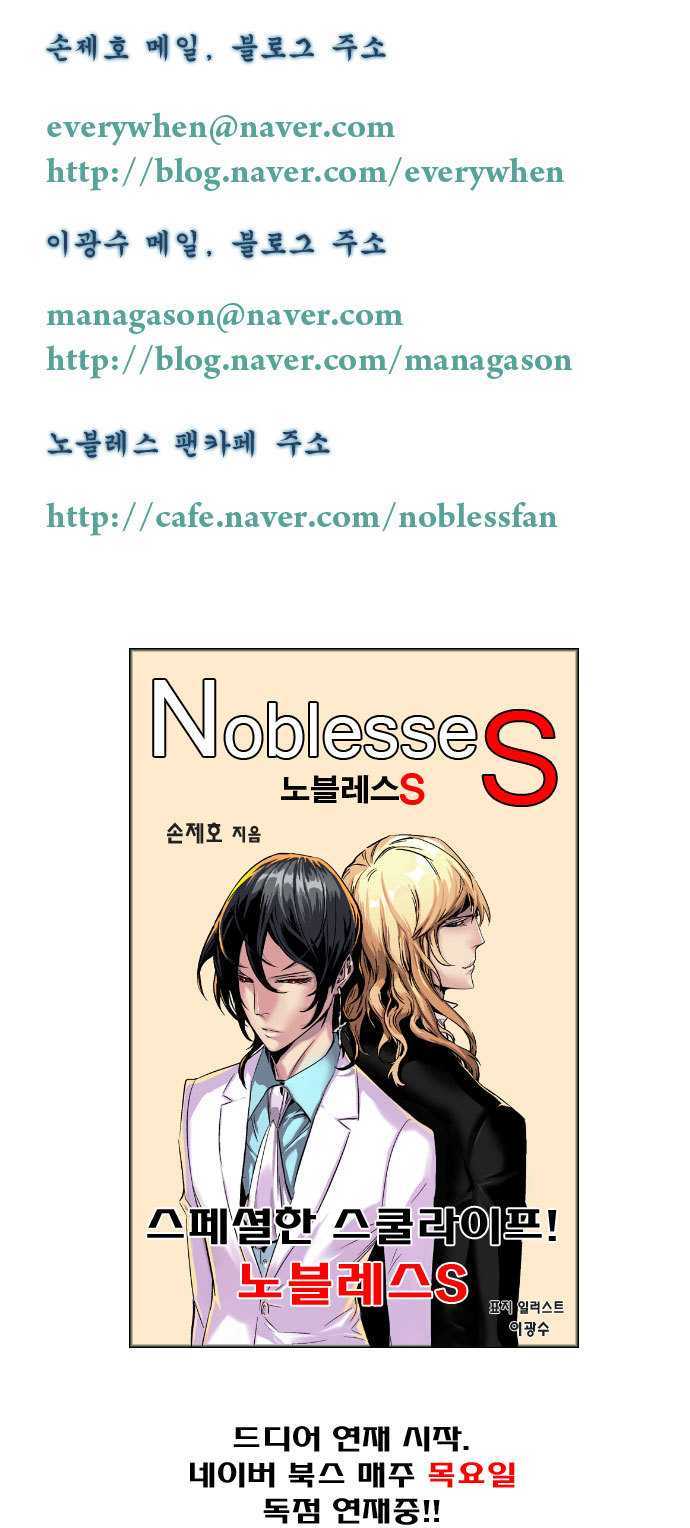 손제호 메일, 블로그 주소
everywhen@naver.com
http://blog.naver.com/everywhen
이광수 메일, 블로그 주소
managason@naver.com
http://blog.naver.com/managason
노블레스 팬카페 주소
http://cafe.naver.com/noblessfan
Noblesse S
노블레스S
손제호 지음
스페셜한 스쿨라이프!
노블레스S
표지 일러스트
이광수
드디어 연재 시작.
네이버 북스 매주 목요일
독점 연재중!!